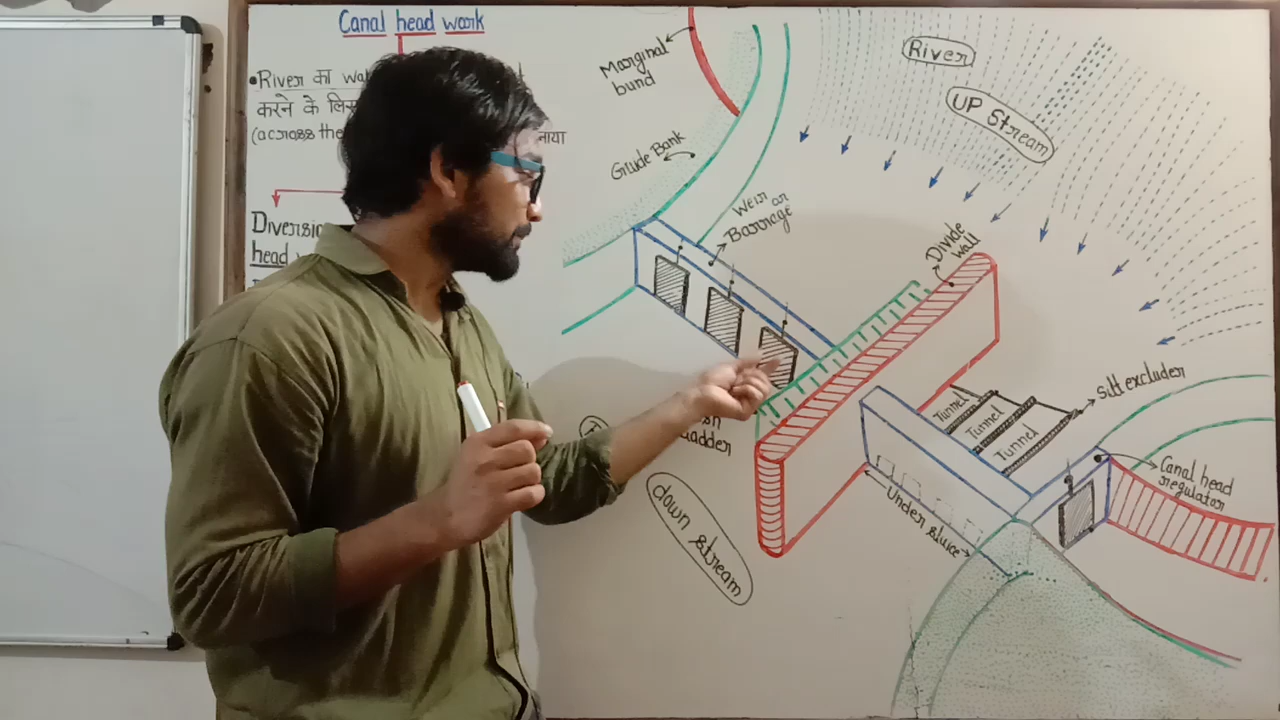 Canal head work
• River का
करने के
(across the
नाया
Diversion
head
Marginal
bund
Guide Bank
Weir or
Barrage
River
UP Stream
Divide
wall
ladder
down stream
Tunnel
Tunnel
Tunnel
silt excluder
Under sluice
Canal head
regulator